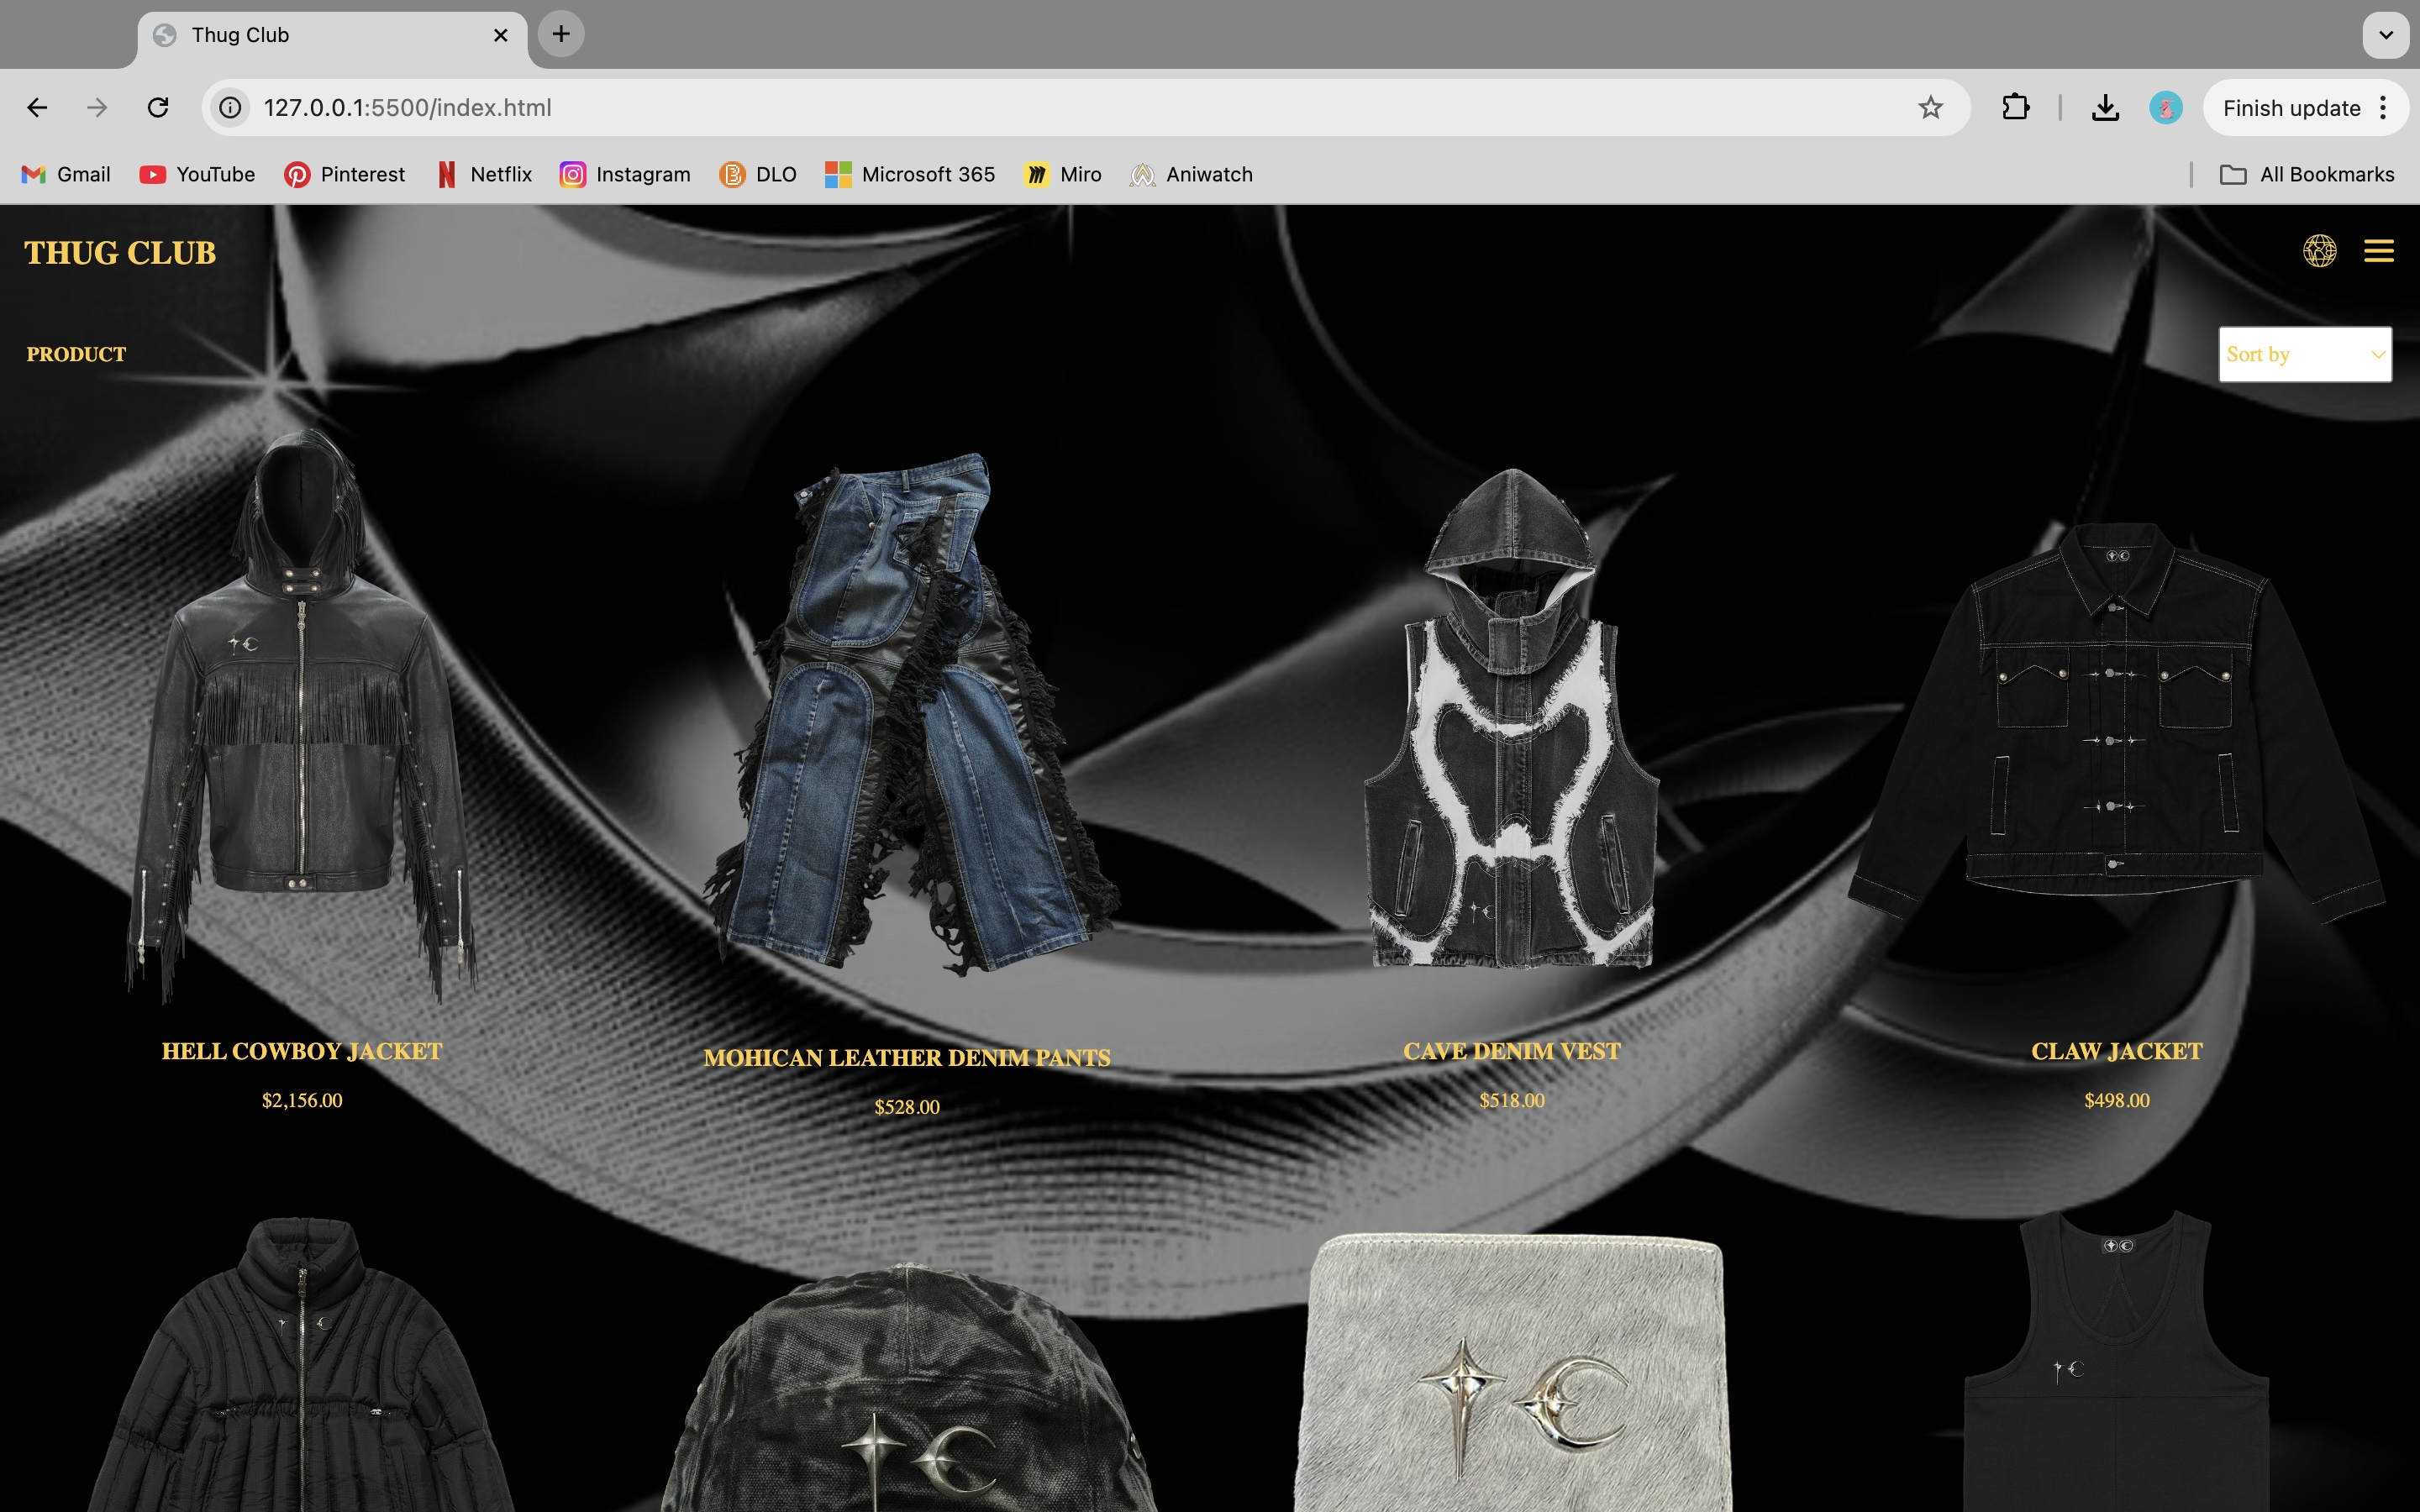 Thug Club
127.0.0.1:5500/index.html
Finish update
Gmail YouTube Pinterest Netflix Instagram DLO Microsoft 365 Miro Aniwatch All Bookmarks
THUG CLUB
PRODUCT
Sort by
HELL COWBOY JACKET
$2,156.00
MOHICAN LEATHER DENIM PANTS
$528.00
CAVE DENIM VEST
$518.00
CLAW JACKET
$498.00